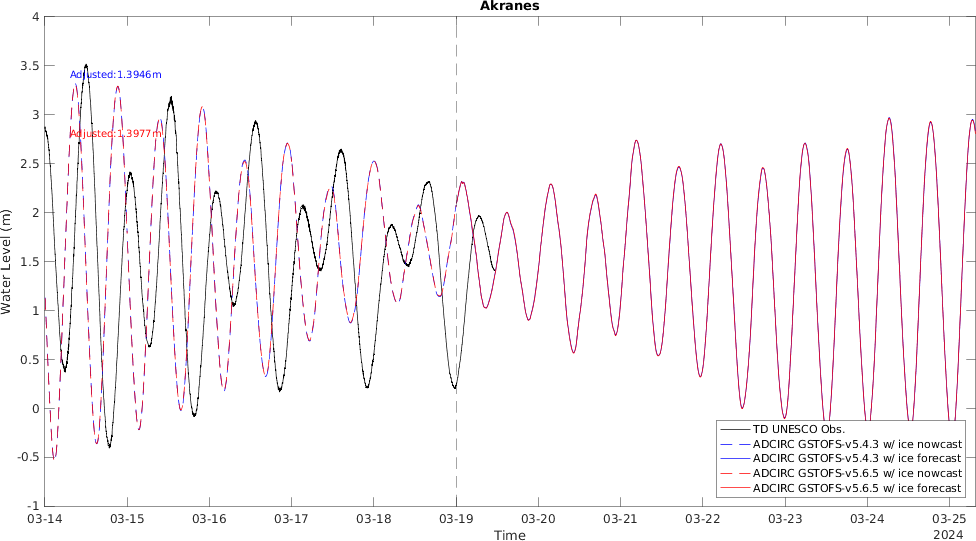 Akranes
4
3.5
3
2.5
2
1.5
1
0.5
0
-0.5
-1
Water Level (m)
Adjusted:1.3946m
Adjusted:1.3977m
TD UNESCO Obs.
ADCIRC GSTOFS-v5.4.3 w/ ice nowcast
ADCIRC GSTOFS-v5.4.3 w/ ice forecast
ADCIRC GSTOFS-v5.6.5 w/ ice nowcast
ADCIRC GSTOFS-v5.6.5 w/ ice forecast
03-14 03-15 03-16 03-17 03-18 03-19 03-20 03-21 03-22 03-23 03-24 03-25
Time 2024